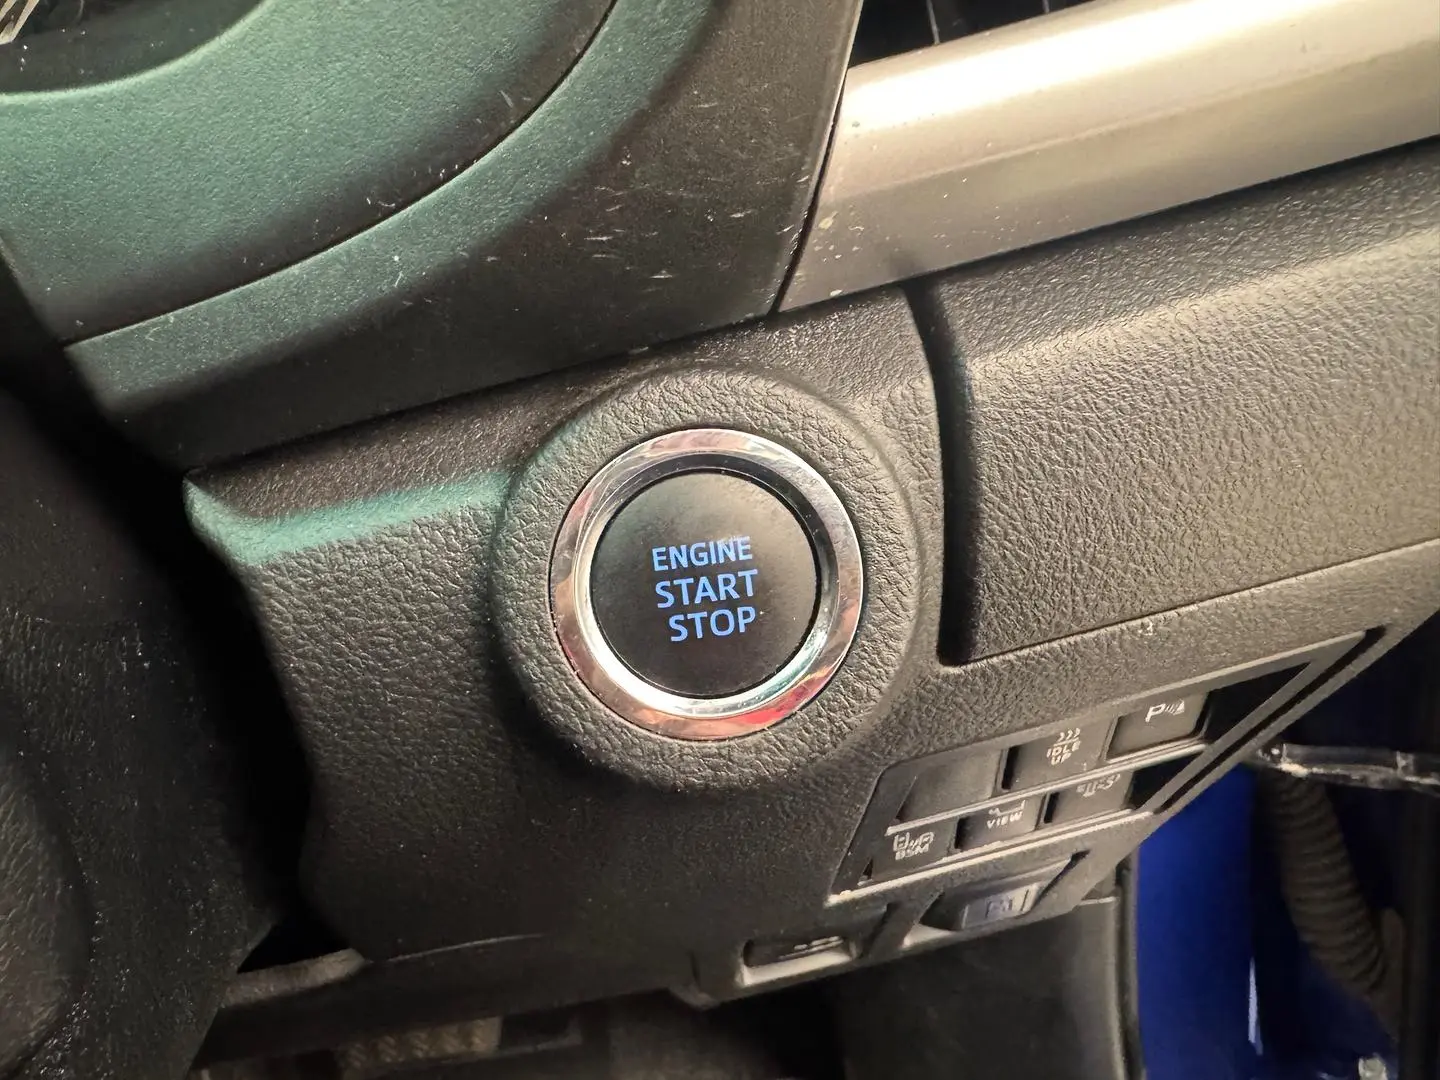 ENGINE
START
STOP
P
IDLE
UP
VIEW
BSM